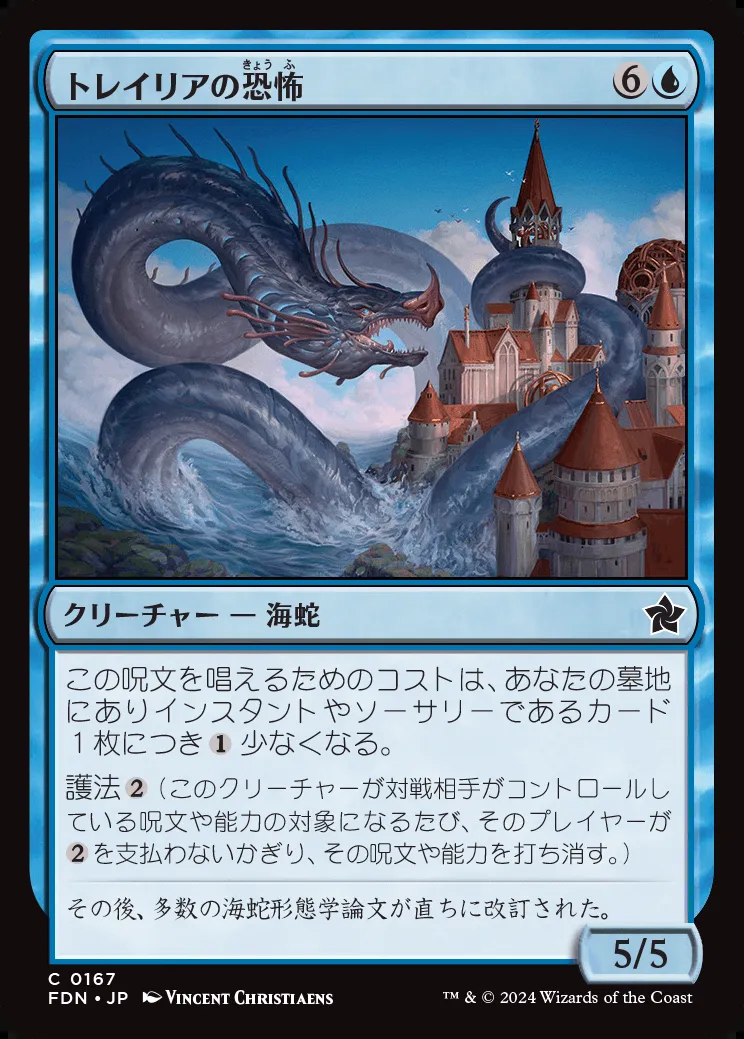 トレイリアの恐怖
きょう ふ
6
クリーチャー — 海蛇
この呪文を唱えるためのコストは、あなたの墓地
にありインスタントやソーサリーであるカード
１枚につき 1 少なくなる。
護法 2（このクリーチャーが対戦相手がコントロールし
ている呪文や能力の対象になるたび、そのプレイヤーが
2 を支払わないかぎり、その呪文や能力を打ち消す。）
その後、多数の海蛇形態学論文が直ちに改訂された。
5/5
C 0167
FDN • JP VINCENT CHRISTIAENS
™ & © 2024 Wizards of the Coast